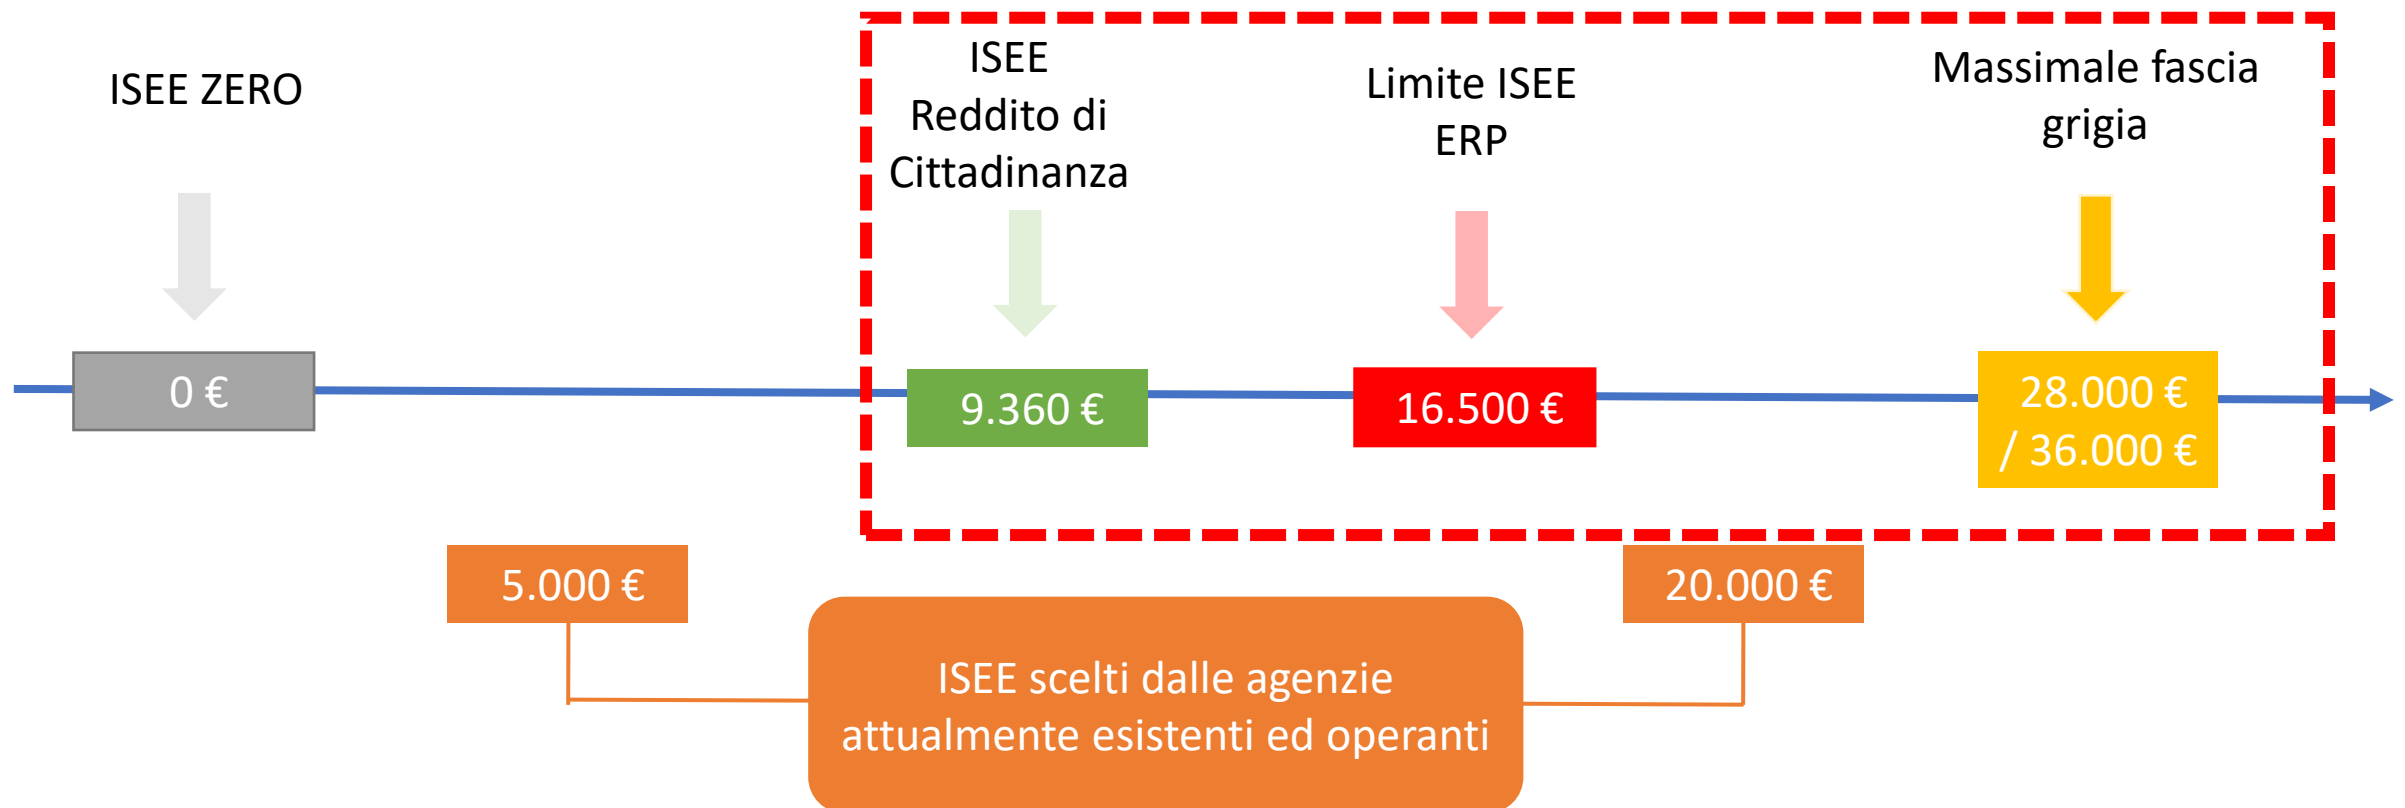 ISEE ZERO
ISEE
Reddito di
Cittadinanza
Limite ISEE
ERP
Massimale fascia
grigia
0 €
9.360 €
16.500 €
28.000 €
/ 36.000 €
5.000 €
20.000 €
ISEE scelti dalle agenzie
attualmente esistenti ed operanti